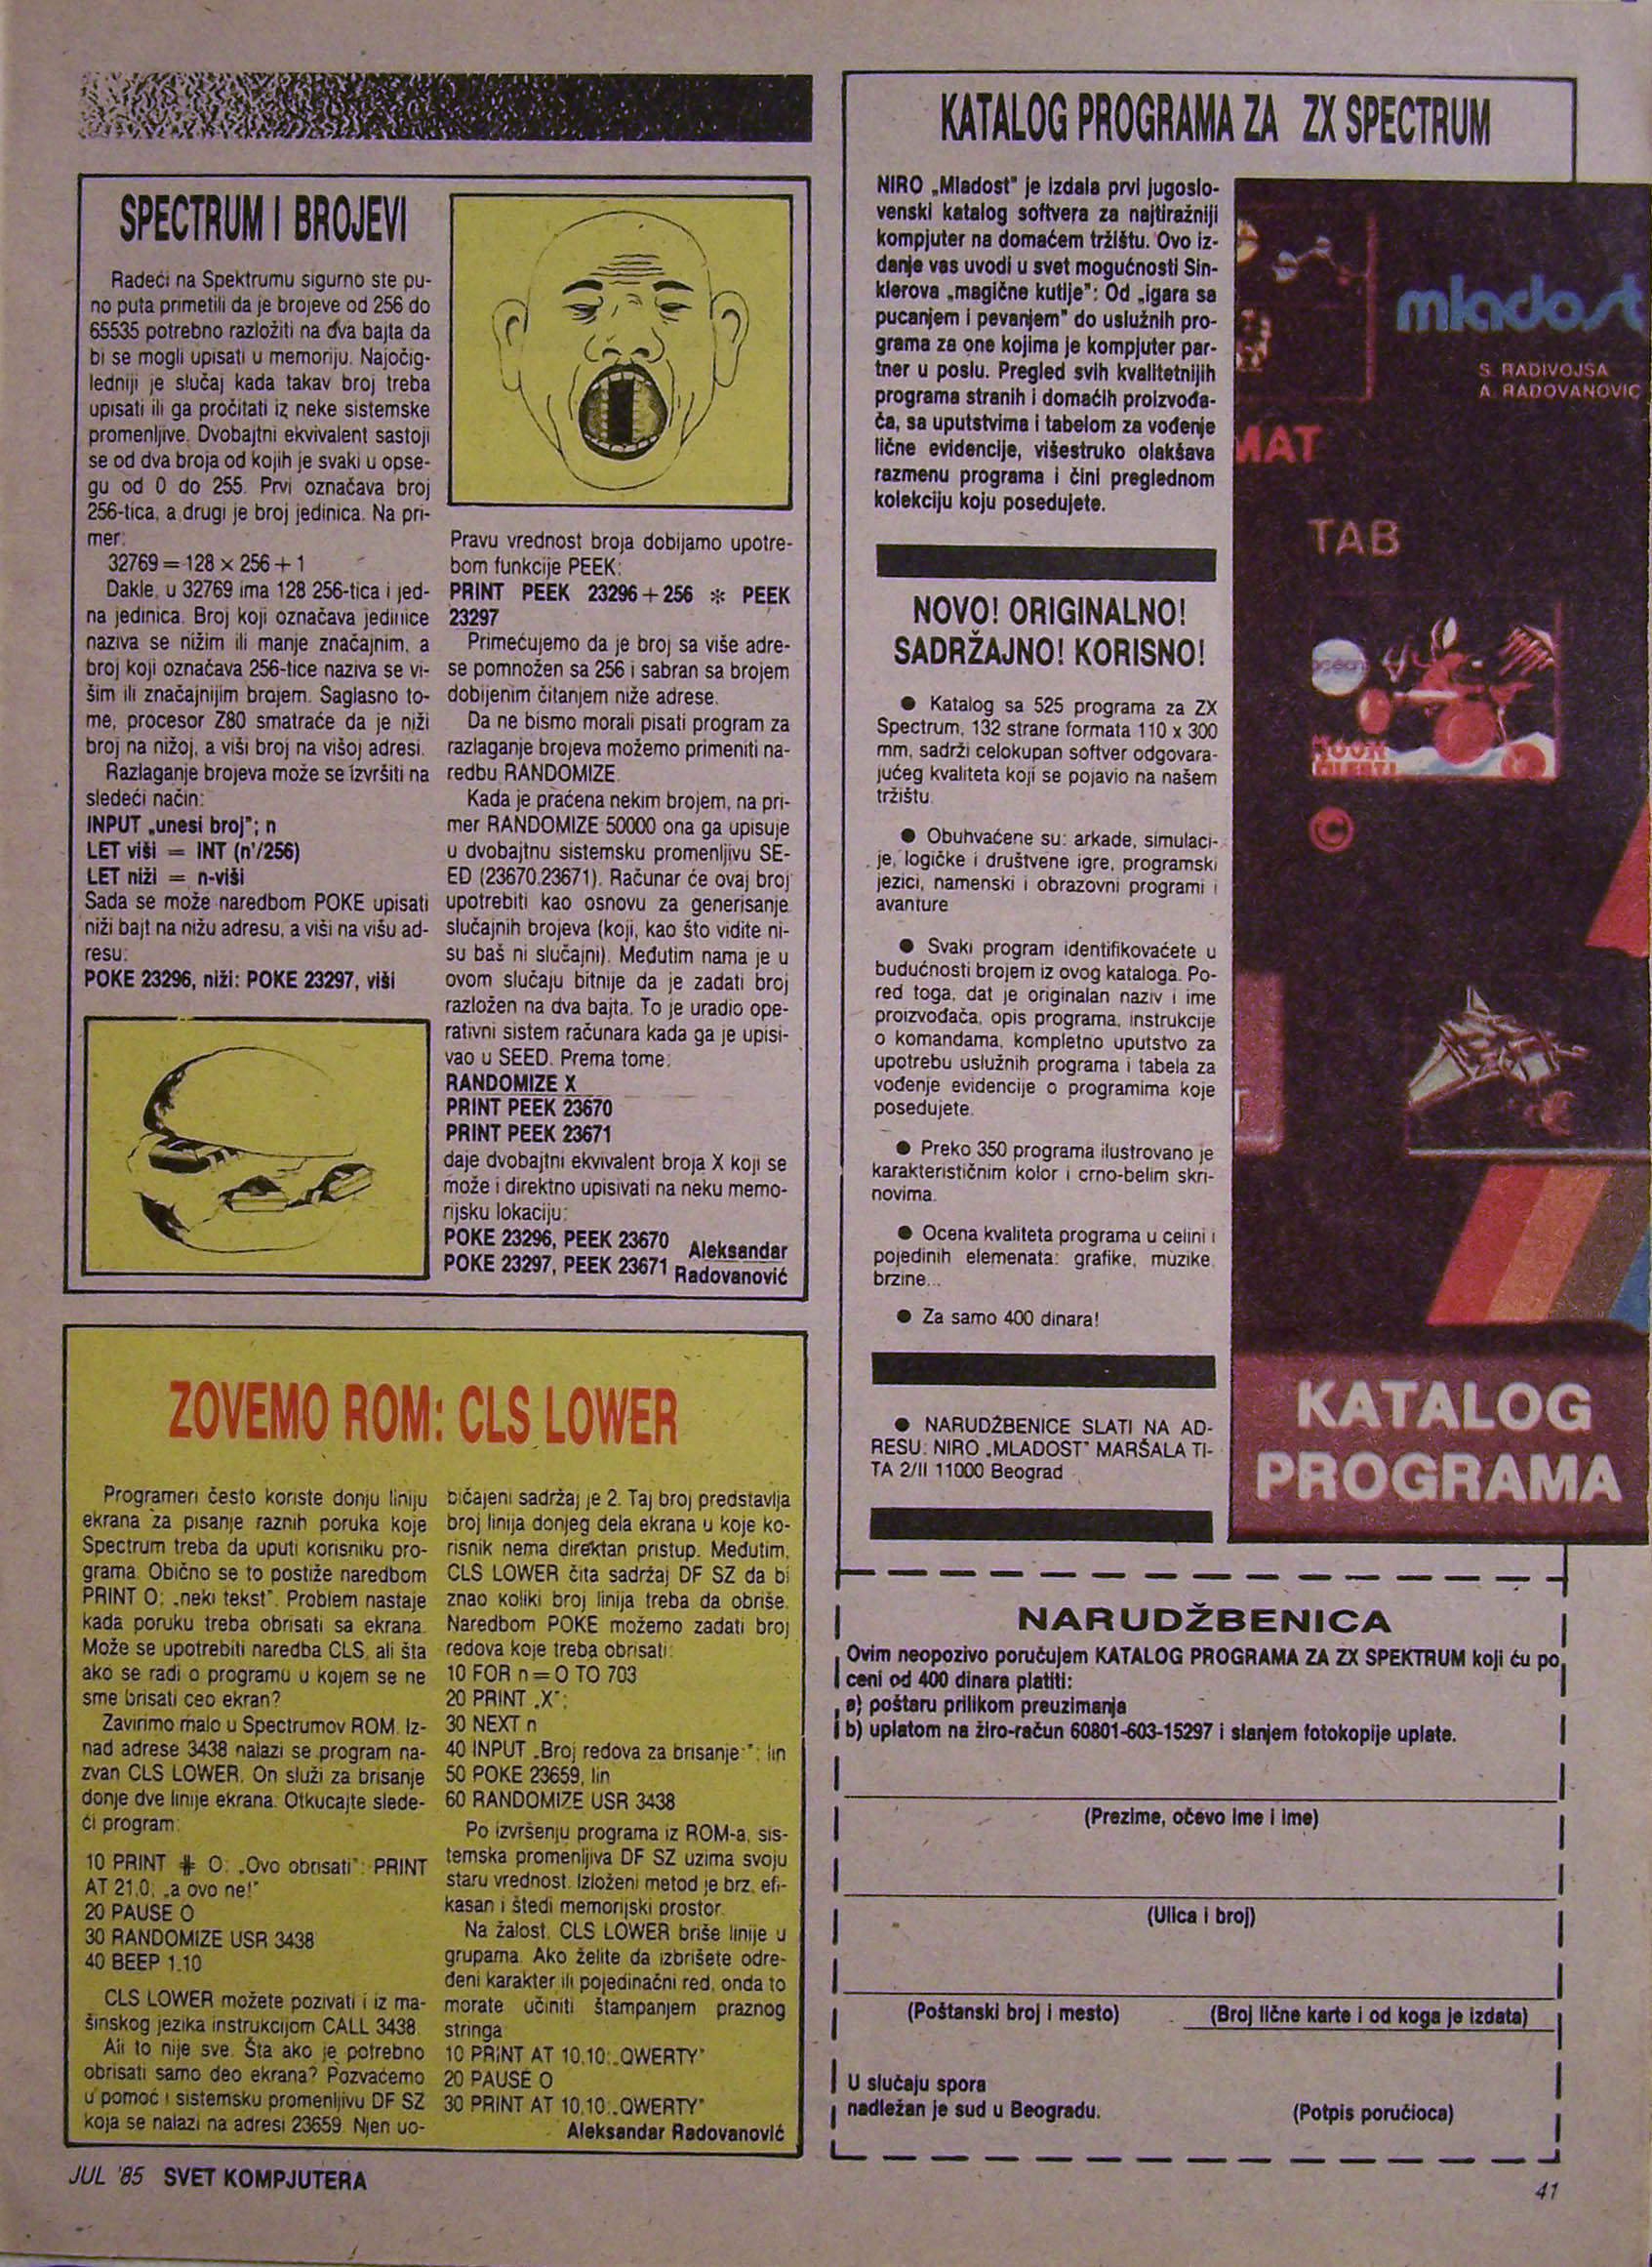 SPECTRUM I BROJEVI
Radeći na Spektrumu sigurno ste pu-
no puta primetili da je brojeve od 256 do
65535 potrebno razložiti na dva bajta da
bi se mogli upisati u memoriju. Najočig-
ledniji je slučaj kada takav broj treba
upisati ili ga pročitati iz neke sistemske
promenljive. Dvobajtni ekvivalent sastoji
se od dva broja od kojih je svaki u opse-
gu od 0 do 255. Prvi označava broj
256-tica, a drugi je broj jedinica. Na pri-
mer:
32769 = 128 × 256 + 1
Dakle, u 32769 ima 128 256-tica i jed-
na jedinica. Broj koji označava jedinice
naziva se nižim ili manje značajnim, a
broj koji označava 256-tice naziva se vi-
šim ili značajnijim brojem. Saglasno to-
me, procesor Z80 smatraće da je niži
broj na nižoj, a viši broj na višoj adresi.
Razlaganje brojeva može se izvršiti na
sledeći način:
INPUT „unesi broj"; n
LET viši = INT (n'/256)
LET niži = n-viši
Sada se može naredbom POKE upisati
niži bajt na nižu adresu, a viši na višu ad-
resu:
POKE 23296, niži: POKE 23297, viši
Pravu vrednost broja dobijamo upotre-
bom funkcije PEEK:
PRINT PEEK 23296 + 256 * PEEK
23297
Primećujemo da je broj sa više adre-
se pomnožen sa 256 i sabran sa brojem
dobijenim čitanjem niže adrese.
Da ne bismo morali pisati program za
razlaganje brojeva možemo primeniti na-
redbu RANDOMIZE.
Kada je praćena nekim brojem, na pri-
mer RANDOMIZE 50000 ona ga upisuje
u dvobajtnu sistemsku promenljivu SE-
ED (23670,23671). Računar će ovaj broj
upotrebiti kao osnovu za generisanje
slučajnih brojeva (koji, kao što vidite ni-
su baš ni slučajni). Međutim nama je u
ovom slučaju bitnije da je zadati broj
razložen na dva bajta. To je uradio ope-
rativni sistem računara kada ga je upisi-
vao u SEED. Prema tome:
RANDOMIZE X
PRINT PEEK 23670
PRINT PEEK 23671
daje dvobajtni ekvivalent broja X koji se
može i direktno upisivati na neku memo-
rijsku lokaciju:
POKE 23296, PEEK 23670
POKE 23297, PEEK 23671
Aleksandar
Radovanović
ZOVEMO ROM: CLS LOWER
Programeri često koriste donju liniju
ekrana za pisanje raznih poruka koje
Spectrum treba da uputi korisniku pro-
grama. Obično se to postiže naredbom
PRINT O; „neki tekst". Problem nastaje
kada poruku treba obrisati sa ekrana.
Može se upotrebiti naredba CLS, ali šta
ako se radi o programu u kojem se ne
sme brisati ceo ekran?
Zavirimo malo u Spectrumov ROM. Iz-
nad adrese 3438 nalazi se program na-
zvan CLS LOWER. On služi za brisanje
donje dve linije ekrana. Otkucajte slede-
ći program:
10 PRINT # O; „Ovo obrisati": PRINT
AT 21,0; „a ovo ne!"
20 PAUSE O
30 RANDOMIZE USR 3438
40 BEEP 1.10
CLS LOWER možete pozivati i iz ma-
šinskog jezika instrukcijom CALL 3438.
Ali to nije sve. Šta ako je potrebno
obrisati samo deo ekrana? Pozvaćemo
u pomoć i sistemsku promenljivu DF SZ
koja se nalazi na adresi 23659. Njen uo-
bičajeni sadržaj je 2. Taj broj predstavlja
broj linija donjeg dela ekrana u koje ko-
risnik nema direktan pristup. Međutim,
CLS LOWER čita sadržaj DF SZ da bi
znao koliki broj linija treba da obriše.
Naredbom POKE možemo zadati broj
redova koje treba obrisati:
10 FOR n = O TO 703
20 PRINT „X";
30 NEXT n
40 INPUT „Broj redova za brisanje:"; lin
50 POKE 23659, lin
60 RANDOMIZE USR 3438
Po izvršenju programa iz ROM-a, sis-
temska promenljiva DF SZ uzima svoju
staru vrednost. Izloženi metod je brz, efi-
kasan i štedi memorijski prostor.
Na žalost, CLS LOWER briše linije u
grupama. Ako želite da izbrišete odre-
đeni karakter ili pojedinačni red, onda to
morate učiniti štampanjem praznog
stringa
10 PRINT AT 10,10;„QWERTY"
20 PAUSE O
30 PRINT AT 10,10;„QWERTY"
Aleksandar Radovanović
KATALOG PROGRAMA ZA ZX SPECTRUM
NIRO „Mladost" je izdala prvi jugoslo-
venski katalog softvera za najtiražniji
kompjuter na domaćem tržištu. Ovo iz-
danje vas uvodi u svet mogućnosti Sin-
klerova „magične kutije": Od „igara sa
pucanjem i pevanjem" do uslužnih pro-
grama za one kojima je kompjuter par-
tner u poslu. Pregled svih kvalitetnijih
programa stranih i domaćih proizvođa-
ča, sa uputstvima i tabelom za vođenje
lične evidencije, višestruko olakšava
razmenu programa i čini preglednom
kolekciju koju posedujete.
NOVO! ORIGINALNO!
SADRŽAJNO! KORISNO!
● Katalog sa 525 programa za ZX
Spectrum, 132 strane formata 110 x 300
mm, sadrži celokupan softver odgovara-
jućeg kvaliteta koji se pojavio na našem
tržištu.
● Obuhvaćene su: arkade, simulaci-
je, logičke i društvene igre, programski
jezici, namenski i obrazovni programi i
avanture
● Svaki program identifikovaćete u
budućnosti brojem iz ovog kataloga. Po-
red toga, dat je originalan naziv i ime
proizvođača, opis programa, instrukcije
o komandama, kompletno uputstvo za
upotrebu uslužnih programa i tabela za
vođenje evidencije o programima koje
posedujete.
● Preko 350 programa ilustrovano je
karakterističnim kolor i crno-belim skri-
novima.
● Ocena kvaliteta programa u celini i
pojedinih elemenata: grafike, muzike,
brzine...
● Za samo 400 dinara!
● NARUDŽBENICE SLATI NA AD-
RESU: NIRO „MLADOST" MARŠALA TI-
TA 2/II 11000 Beograd
mladost
S. RADIVOJSA
A. RADOVANOVIC
MAT
TAB
ocean
MOON
ALERT!
©
T
KATALOG
PROGRAMA
NARUDŽBENICA
Ovim neopozivo poručujem KATALOG PROGRAMA ZA ZX SPEKTRUM koji ću po
ceni od 400 dinara platiti:
a) poštaru prilikom preuzimanja
b) uplatom na žiro-račun 60801-603-15297 i slanjem fotokopije uplate.
(Prezime, očevo ime i ime)
(Ulica i broj)
(Poštanski broj i mesto) (Broj lične karte i od koga je izdata)
U slučaju spora
nadležan je sud u Beogradu. (Potpis poručioca)
JUL '85 SVET KOMPJUTERA
41